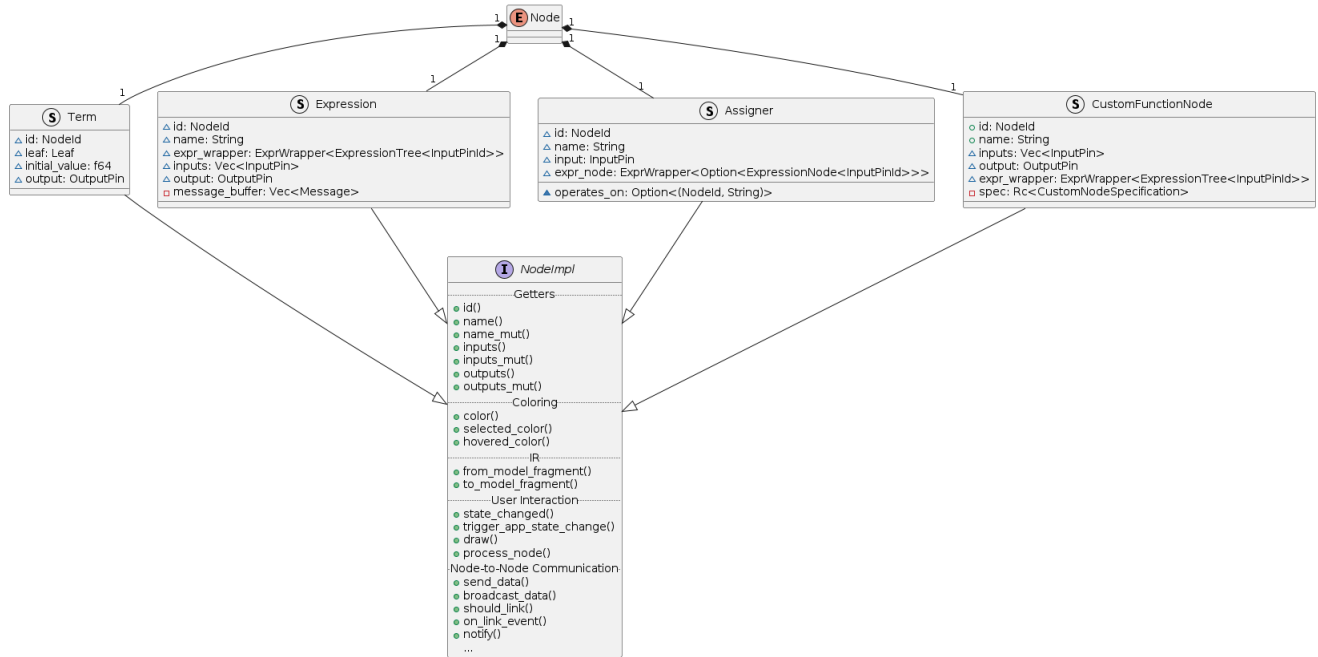 E Node
1
1
1
1
1
1
1
1
S Term
id: NodeId
leaf: Leaf
initial_value: f64
output: OutputPin
S Expression
id: NodeId
name: String
expr_wrapper: ExprWrapper<ExpressionTree<InputPinId>>
inputs: Vec<InputPin>
output: OutputPin
message_buffer: Vec<Message>
S Assigner
id: NodeId
name: String
input: InputPin
expr_node: ExprWrapper<Option<ExpressionNode<InputPinId>>>
operates_on: Option<(NodeId, String)>
S CustomFunctionNode
id: NodeId
name: String
inputs: Vec<InputPin>
output: OutputPin
expr_wrapper: ExprWrapper<ExpressionTree<InputPinId>>
spec: Rc<CustomNodeSpecification>
I NodeImpl
Getters
id()
name()
name_mut()
inputs()
inputs_mut()
outputs()
outputs_mut()
Coloring
color()
selected_color()
hovered_color()
IR
from_model_fragment()
to_model_fragment()
User Interaction
state_changed()
trigger_app_state_change()
draw()
process_node()
Node-to-Node Communication
send_data()
broadcast_data()
should_link()
on_link_event()
notify()
...